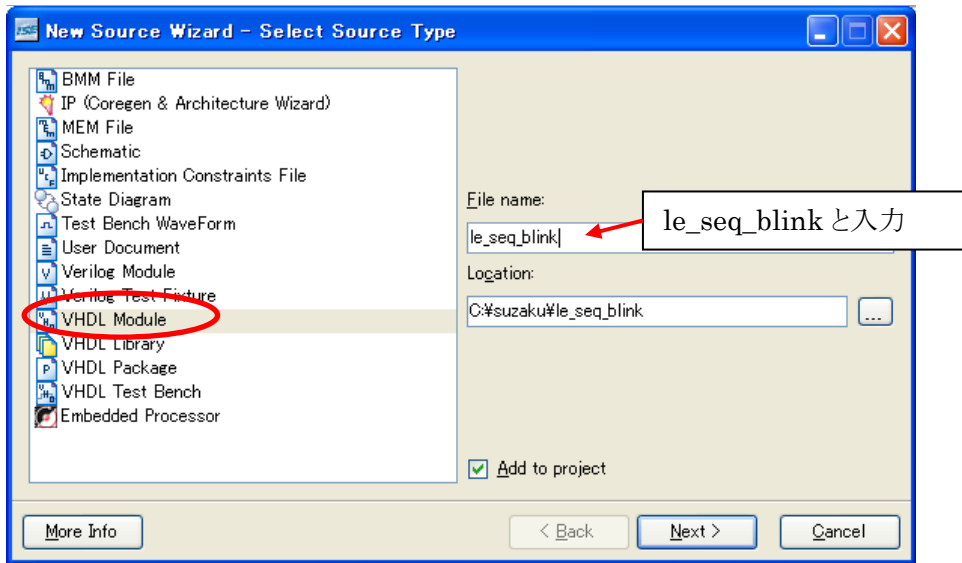 ISE New Source Wizard - Select Source Type
BMM File
IP (Coregen & Architecture Wizard)
MEM File
Schematic
Implementation Constraints File
State Diagram
Test Bench WaveForm
User Document
Verilog Module
Verilog Test Fixture
VHDL Module
VHDL Library
VHDL Package
VHDL Test Bench
Embedded Processor
File name:
le_seq_blink
le_seq_blink と入力
Location:
C:¥suzaku¥le_seq_blink
...
Add to project
More Info
< Back
Next >
Cancel